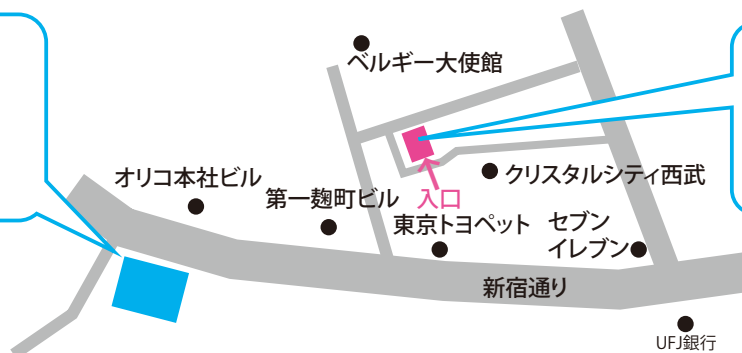 ベルギー大使館
オリコ本社ビル
第一麹町ビル
入口
クリスタルシティ西武
東京トヨペット
セブン
イレブン
新宿通り
UFJ銀行